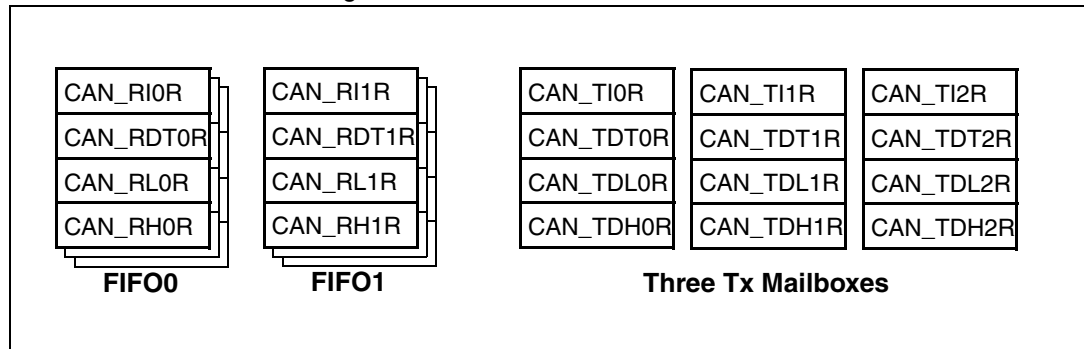 CAN_RI0R
CAN_RDT0R
CAN_RL0R
CAN_RH0R
FIFO0
CAN_RI1R
CAN_RDT1R
CAN_RL1R
CAN_RH1R
FIFO1
CAN_TI0R
CAN_TDT0R
CAN_TDL0R
CAN_TDH0R
CAN_TI1R
CAN_TDT1R
CAN_TDL1R
CAN_TDH1R
CAN_TI2R
CAN_TDT2R
CAN_TDL2R
CAN_TDH2R
Three Tx Mailboxes